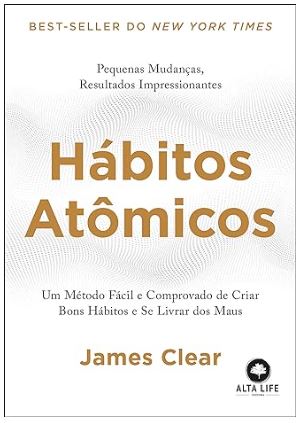 BEST-SELLER DO NEW YORK TIMES
Pequenas Mudanças,
Resultados Impressionantes
Hábitos
Atômicos
Um Método Fácil e Comprovado de Criar
Bons Hábitos e Se Livrar dos Maus
James Clear
ALTA LIFE
EDITORA